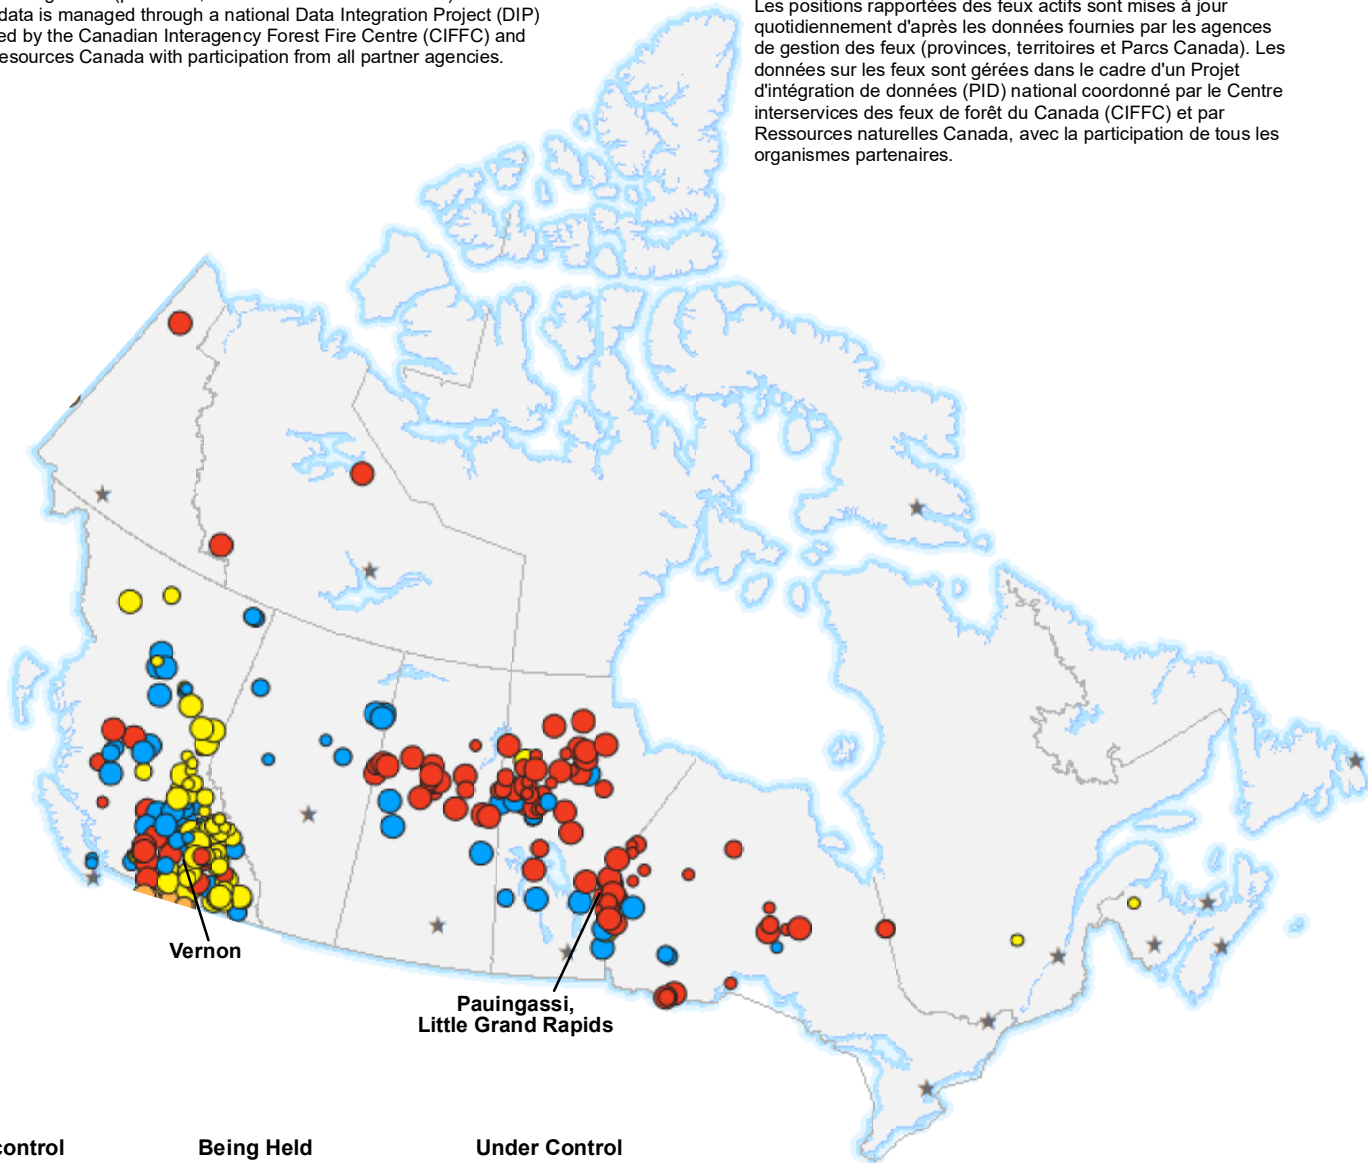 data is managed through a national Data Integration Project (DIP)
ed by the Canadian Interagency Forest Fire Centre (CIFFC) and
esources Canada with participation from all partner agencies.
Les positions rapportées des feux actifs sont mises à jour
quotidiennement d'après les données fournies par les agences
de gestion des feux (provinces, territoires et Parcs Canada). Les
données sur les feux sont gérées dans le cadre d'un Projet
d'intégration de données (PID) national coordonné par le Centre
interservices des feux de forêt du Canada (CIFFC) et par
Ressources naturelles Canada, avec la participation de tous les
organismes partenaires.
Vernon
Pauingassi,
Little Grand Rapids
control
Being Held
Under Control